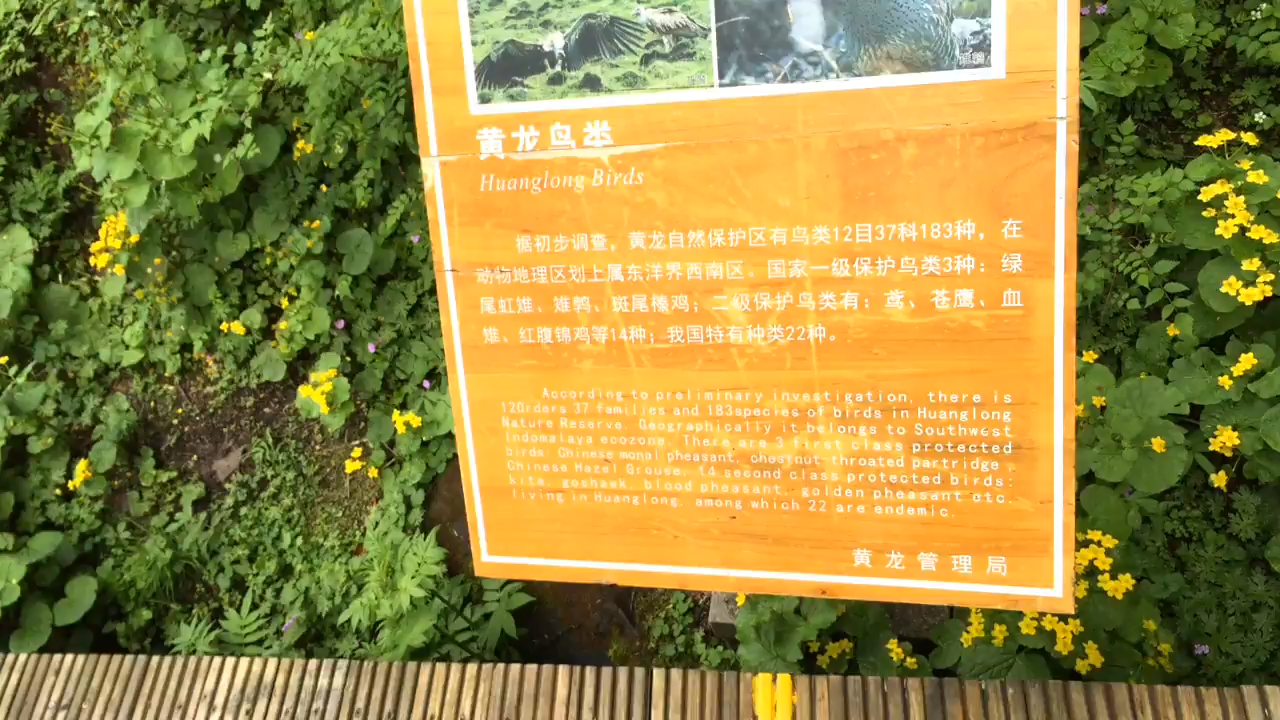 黄龙鸟类
Huanglong Birds
据初步调查，黄龙自然保护区有鸟类12目37科183种，在
动物地理区划上属东洋界西南区。国家一级保护鸟类3种：绿
尾虹雉、雉鹑、斑尾榛鸡；二级保护鸟类有：鸢、苍鹰、血
雉、红腹锦鸡等14种；我国特有种类22种。
According to preliminary investigation, there is
12Orders 37 families and 183species of birds in Huanglong
Nature Reserve. Geographically it belongs to Southwest
Indomalaya ecozone. There are 3 first class protected
birds: Chinese monal pheasant, chestnut-throated partridge ,
Chinese Hazel Grouse. 14 second class protected birds:
kite, goshawk, blood pheasant, golden pheasant etc.
living in Huanglong, among which 22 are endemic.
黄龙管理局